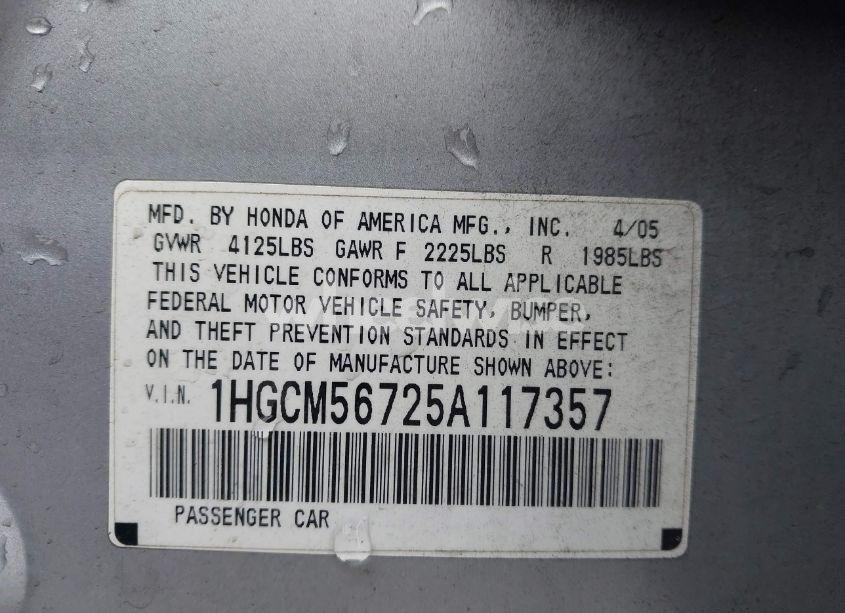 MFD. BY HONDA OF AMERICA MFG., INC. 4/05
GVWR 4125LBS GAWR F 2225LBS R 1985LBS
THIS VEHICLE CONFORMS TO ALL APPLICABLE
FEDERAL MOTOR VEHICLE SAFETY, BUMPER,
AND THEFT PREVENTION STANDARDS IN EFFECT
ON THE DATE OF MANUFACTURE SHOWN ABOVE:
V.I.N. 1HGCM56725A117357
PASSENGER CAR